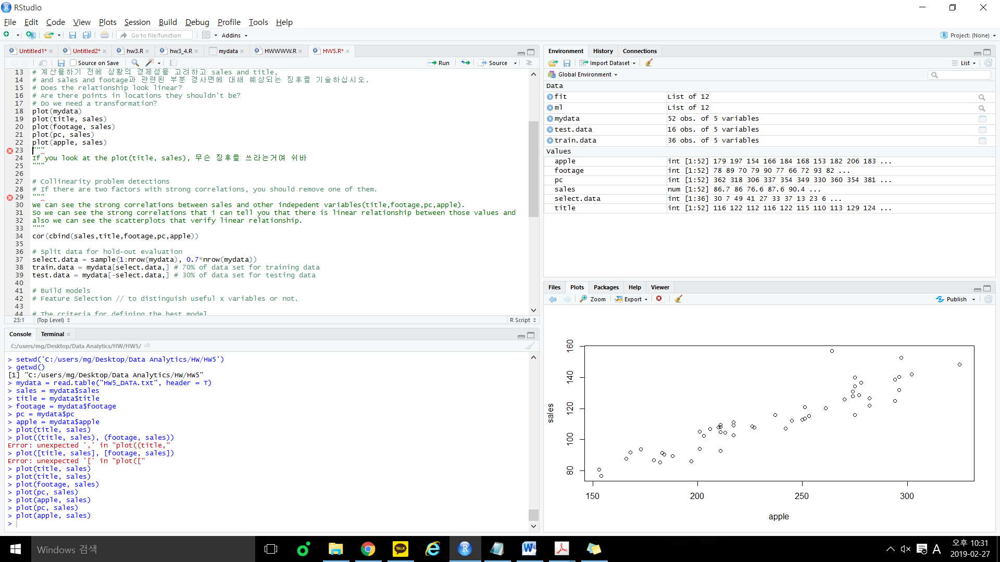 RStudio
File Edit Code View Plots Session Build Debug Profile Tools Help
Go to file/function Addins Project: (None)
Untitled1* Untitled2* hw3.R hw3_4.R mydata HWWWW.R HW5.R*
Source on Save Run Source
13 # 계산을하기 전에 상황의 경제성을 고려하고 sales and title,
14 # and sales and footage과 관련된 부분 경사면에 대해 예상되는 징후를 기술하십시오.
15 # Does the relationship look linear?
16 # Are there points in locations they shouldn't be?
17 # Do we need a transformation?
18 plot(mydata)
19 plot(title, sales)
20 plot(footage, sales)
21 plot(pc, sales)
22 plot(apple, sales)
23 """
24 If you look at the plot(title, sales), 무슨 징후를 쓰라는거여 쉬바
25 """
26
27 # Collinearity problem detections
28 # If there are two factors with strong correlations, you should remove one of them.
29 """
30 We can see the strong correlations between sales and other indepedent variables(title,footage,pc,apple).
31 So we can see the strong correlations that i can tell you that there is linear relationship between those values and
32 also we can see the scatterplots that verify linear relationship.
33 """
34 cor(cbind(sales,title,footage,pc,apple))
35
36 # Split data for hold-out evaluation
37 select.data = sample(1:nrow(mydata), 0.7*nrow(mydata))
38 train.data = mydata[select.data,] # 70% of data set for training data
39 test.data = mydata[-select.data,] # 30% of data set for testing data
40
41 # Build models
42 # Feature Selection // to distinguish useful x variables or not.
43
44 # The criteria for defining the best model
23:1 (Top Level) R Script
Console Terminal
C:/users/mg/Desktop/Data Analytics/HW/HW5/
> setwd('C:/users/mg/Desktop/Data Analytics/HW/HW5')
> getwd()
[1] "C:/users/mg/Desktop/Data Analytics/HW/HW5"
> mydata = read.table("HW5_DATA.txt", header = T)
> sales = mydata$sales
> title = mydata$title
> footage = mydata$footage
> pc = mydata$pc
> apple = mydata$apple
> plot(title, sales)
> plot((title, sales), (footage, sales))
Error: unexpected ',' in "plot((title,"
> plot([title, sales], [footage, sales])
Error: unexpected '[' in "plot(["
> plot(title, sales)
> plot(title, sales)
> plot(footage, sales)
> plot(pc, sales)
> plot(apple, sales)
> plot(pc, sales)
> plot(apple, sales)
>
Environment History Connections
Import Dataset List
Global Environment
Data
fit List of 12
ml List of 12
mydata 52 obs. of 5 variables
test.data 16 obs. of 5 variables
train.data 36 obs. of 5 variables
Values
apple int [1:52] 179 197 154 166 184 168 153 182 206 183 ...
footage int [1:52] 78 89 70 79 90 77 66 72 93 82 ...
pc int [1:52] 362 318 306 337 354 349 330 360 354 381 ...
sales num [1:52] 86.7 86 76.6 87.6 90.4 ...
select.data int [1:36] 30 7 49 41 27 33 37 13 23 6 ...
title int [1:52] 116 122 112 116 122 115 110 113 129 124 ...
Files Plots Packages Help Viewer
Zoom Export Publish
160
140
120
100
80
sales
150 200 250 300
apple
Windows 검색
TALK
A
오후 10:31
2019-02-27